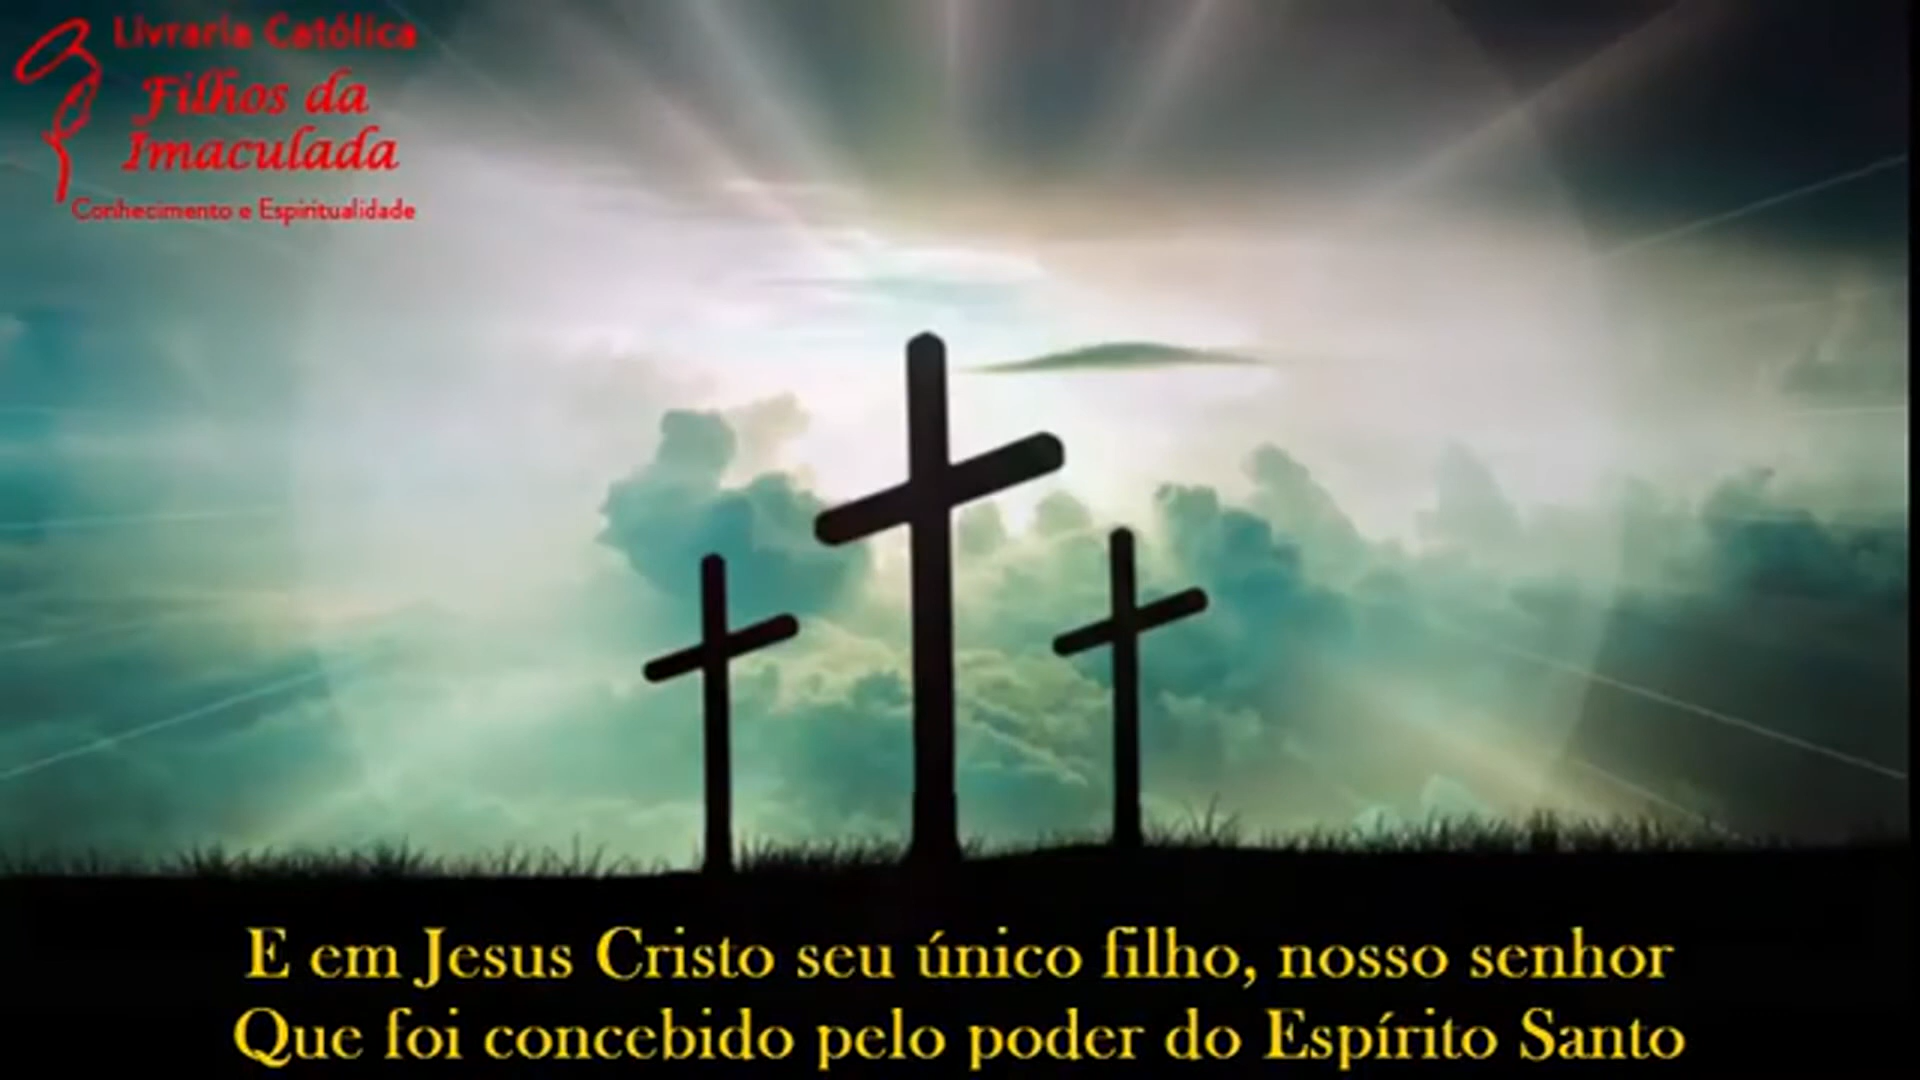 Livraria Católica
Filhos da
Imaculada
Conhecimento e Espiritualidade
E em Jesus Cristo seu único filho, nosso senhor
Que foi concebido pelo poder do Espírito Santo